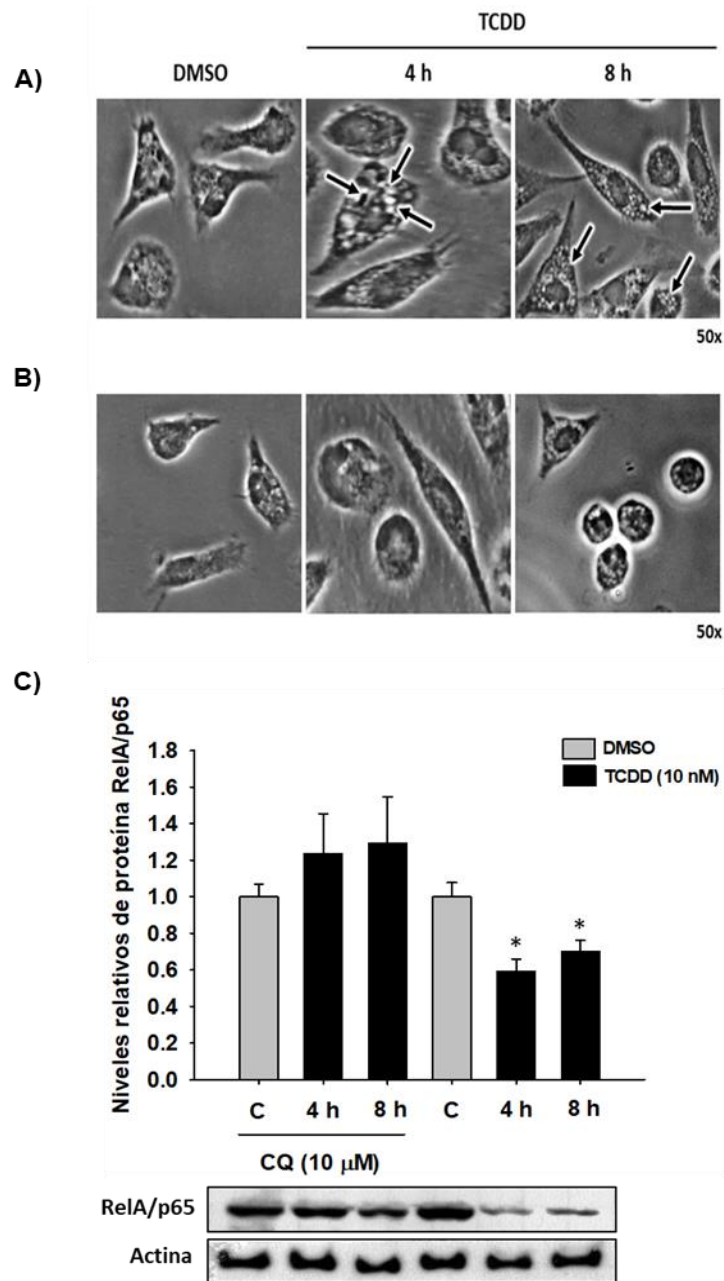 TCDD
A)
DMSO
4 h
8 h
50x
B)
50x
C)
Niveles relativos de proteína RelA/p65
1.8
1.6
1.4
1.2
1.0
0.8
0.6
0.4
0.2
0.0
DMSO
TCDD (10 nM)
*
*
C
4 h
8 h
C
4 h
8 h
CQ (10 μM)
RelA/p65
Actina